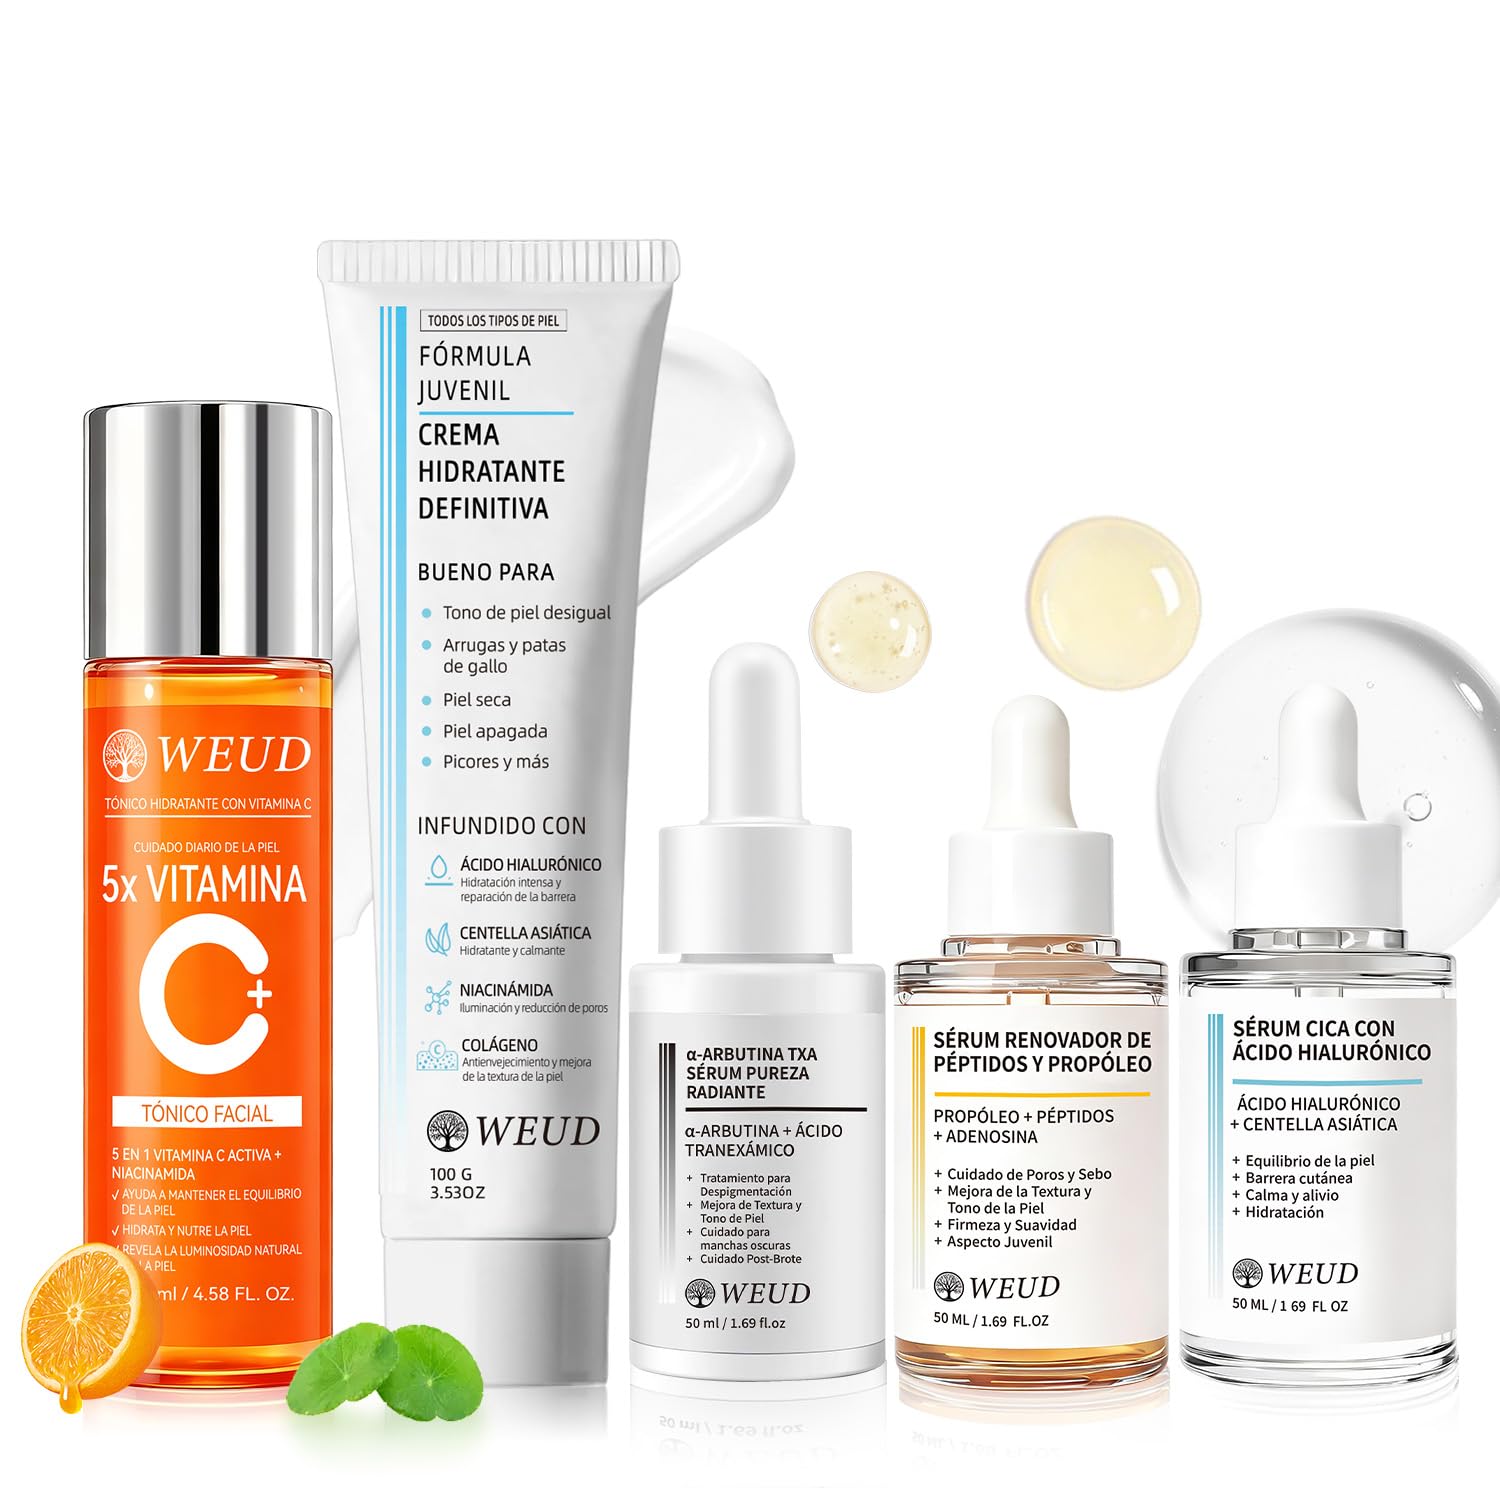 WEUD
TÓNICO HIDRATANTE CON VITAMINA C
CUIDADO DIARIO DE LA PIEL
5x VITAMINA
C+
TÓNICO FACIAL
5 EN 1 VITAMINA C ACTIVA +
NIACINAMIDA
✓ AYUDA A MANTENER EL EQUILIBRIO
DE LA PIEL
✓ HIDRATA Y NUTRE LA PIEL
✓ REVELA LA LUMINOSIDAD NATURAL
LA PIEL
ml / 4.58 FL. OZ.
TODOS LOS TIPOS DE PIEL
FÓRMULA
JUVENIL
CREMA
HIDRATANTE
DEFINITIVA
BUENO PARA
• Tono de piel desigual
• Arrugas y patas
de gallo
• Piel seca
• Piel apagada
• Picores y más
INFUNDIDO CON
ÁCIDO HIALURÓNICO
Hidratación intensa y
reparación de la barrera
CENTELLA ASIÁTICA
Hidratante y calmante
NIACINÁMIDA
Iluminación y reducción de poros
C
COLÁGENO
Antienvejecimiento y mejora
de la textura de la piel
WEUD
100 G
3.53OZ
α-ARBUTINA TXA
SÉRUM PUREZA
RADIANTE
α-ARBUTINA + ÁCIDO
TRANEXÁMICO
+ Tratamiento para
Despigmentación
+ Mejora de Textura y
Tono de Piel
+ Cuidado para
manchas oscuras
+ Cuidado Post-Brote
WEUD
50 ml / 1.69 fl.oz
SÉRUM RENOVADOR DE
PÉPTIDOS Y PROPÓLEO
PROPÓLEO + PÉPTIDOS
+ ADENOSINA
+ Cuidado de Poros y Sebo
+ Mejora de la Textura y
Tono de la Piel
+ Firmeza y Suavidad
+ Aspecto Juvenil
WEUD
50 ML / 1.69 FL.OZ
SÉRUM CICA CON
ÁCIDO HIALURÓNICO
ÁCIDO HIALURÓNICO
+ CENTELLA ASIÁTICA
+ Equilibrio de la piel
+ Barrera cutánea
+ Calma y alivio
+ Hidratación
WEUD
50 ML / 1 69 FL OZ